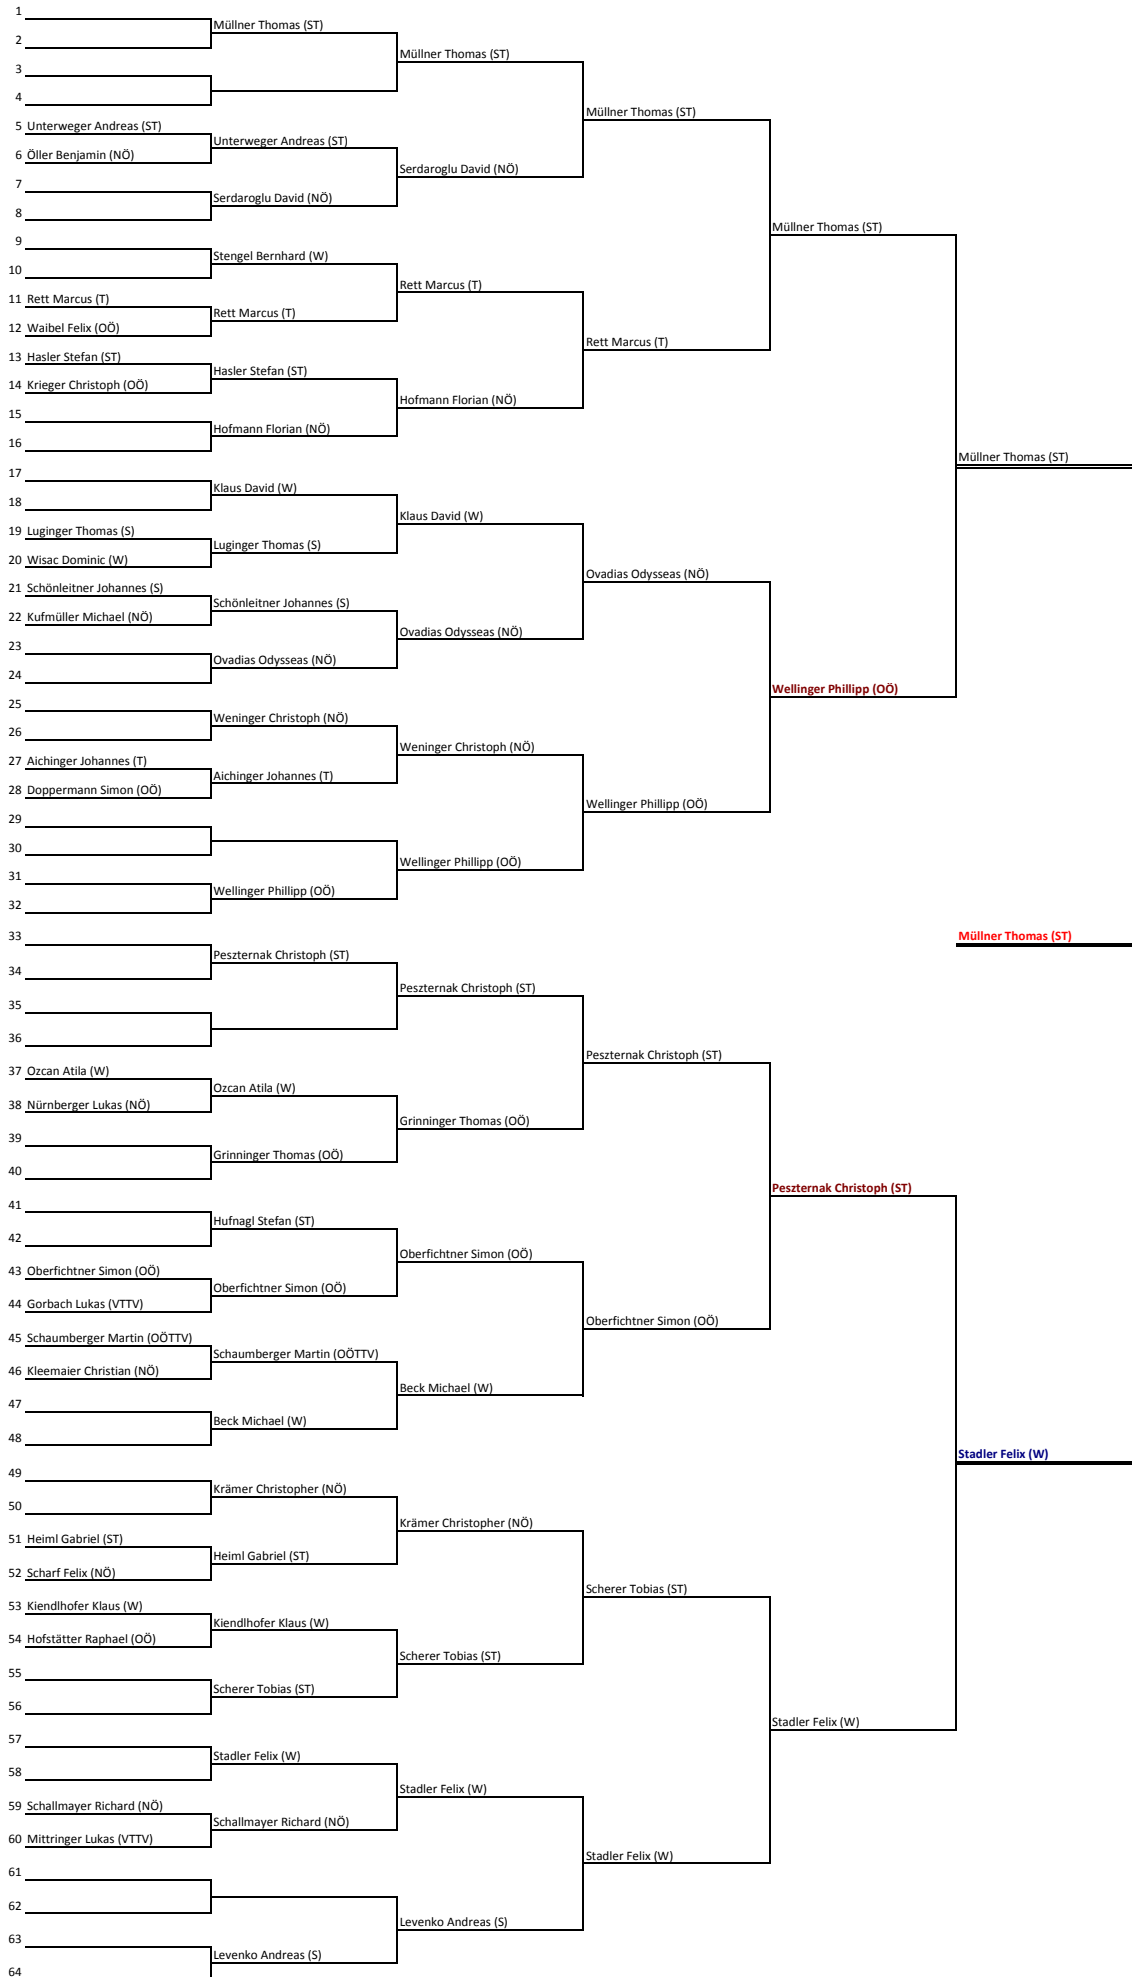 1
Müllner Thomas (ST)
2
Müllner Thomas (ST)
3
4
Müllner Thomas (ST)
5 Unterweger Andreas (ST)
Unterweger Andreas (ST)
6 Öller Benjamin (NÖ)
Serdaroglu David (NÖ)
7
Serdaroglu David (NÖ)
8
Müllner Thomas (ST)
9
Stengel Bernhard (W)
10
Rett Marcus (T)
11 Rett Marcus (T)
Rett Marcus (T)
12 Waibel Felix (OÖ)
Rett Marcus (T)
13 Hasler Stefan (ST)
Hasler Stefan (ST)
14 Krieger Christoph (OÖ)
Hofmann Florian (NÖ)
15
Hofmann Florian (NÖ)
16
Müllner Thomas (ST)
17
Klaus David (W)
18
Klaus David (W)
19 Luginger Thomas (S)
Luginger Thomas (S)
20 Wisac Dominic (W)
Ovadias Odysseas (NÖ)
21 Schönleitner Johannes (S)
Schönleitner Johannes (S)
22 Kufmüller Michael (NÖ)
Ovadias Odysseas (NÖ)
23
Ovadias Odysseas (NÖ)
24
Wellinger Phillipp (OÖ)
25
Weninger Christoph (NÖ)
26
Weninger Christoph (NÖ)
27 Aichinger Johannes (T)
Aichinger Johannes (T)
28 Doppermann Simon (OÖ)
Wellinger Phillipp (OÖ)
29
30
Wellinger Phillipp (OÖ)
31
Wellinger Phillipp (OÖ)
32
33
Müllner Thomas (ST)
Peszternak Christoph (ST)
34
Peszternak Christoph (ST)
35
36
Peszternak Christoph (ST)
37 Ozcan Atila (W)
Ozcan Atila (W)
38 Nürnberger Lukas (NÖ)
Grinninger Thomas (OÖ)
39
Grinninger Thomas (OÖ)
40
Peszternak Christoph (ST)
41
Hufnagl Stefan (ST)
42
Oberfichtner Simon (OÖ)
43 Oberfichtner Simon (OÖ)
Oberfichtner Simon (OÖ)
44 Gorbach Lukas (VTTV)
Oberfichtner Simon (OÖ)
45 Schaumberger Martin (OÖTTV)
Schaumberger Martin (OÖTTV)
46 Kleemaier Christian (NÖ)
Beck Michael (W)
47
Beck Michael (W)
48
Stadler Felix (W)
49
Krämer Christopher (NÖ)
50
Krämer Christopher (NÖ)
51 Heiml Gabriel (ST)
Heiml Gabriel (ST)
52 Scharf Felix (NÖ)
Scherer Tobias (ST)
53 Kiendlhofer Klaus (W)
Kiendlhofer Klaus (W)
54 Hofstätter Raphael (OÖ)
Scherer Tobias (ST)
55
Scherer Tobias (ST)
56
Stadler Felix (W)
57
Stadler Felix (W)
58
Stadler Felix (W)
59 Schallmayer Richard (NÖ)
Schallmayer Richard (NÖ)
60 Mittringer Lukas (VTTV)
Stadler Felix (W)
61
62
Levenko Andreas (S)
63
Levenko Andreas (S)
64